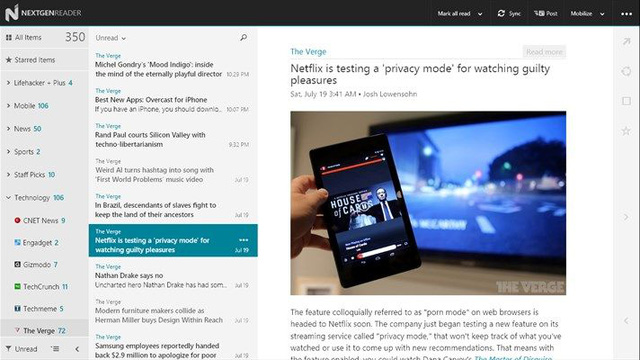 NEXTGENREADER
Mark all read
Sync
Post
Mobilize
All Items 350
Starred Items
Lifehacker + Plus 4
Mobile 106
News 50
Sports 2
Staff Picks 10
Technology 106
CNET News 9
Engadget 2
Gizmodo 7
TechCrunch 11
Techmeme 5
The Verge 72
Unread
Unread
The Verge
Michel Gondry's 'Mood Indigo': inside
the mind of the eternally playful director 10:23 PM
The Verge
Best New Apps: Overcast for iPhone
If you have an iPhone, you should downlo... 10:07 PM
The Verge
Rand Paul courts Silicon Valley with
techno-libertarianism 9:32 PM
The Verge
Weird Al turns hashtag into song with
'First World Problems' music video Jul 19
The Verge
In Brazil, descendants of slaves fight to
keep the land of their ancestors Jul 19
The Verge
Netflix is testing a 'privacy mode' for
watching guilty pleasures Jul 19
The Verge
Nathan Drake says no
Uncharted hero Nathan Drake has had som... Jul 19
The Verge
Modern furniture makers collide as
Herman Miller buys Design Within Reach Jul 19
The Verge
Samsung employees reportedly handed
back $2.9 million to apologize for poor
The Verge
Read more
Netflix is testing a 'privacy mode' for watching guilty
pleasures
Sat, July 19 3:41 AM • Josh Lowensohn
HOUSE
of CARDS
THE VERGE
The feature colloquially referred to as "porn mode" on web browsers is
headed to Netflix soon. The company just began testing a new feature on its
streaming service called "privacy mode," that won't keep track of what you've
watched or use it to come up with new recommendations. That means with
the feature enabled, you could watch Dana Carvey's The Master of Disguise